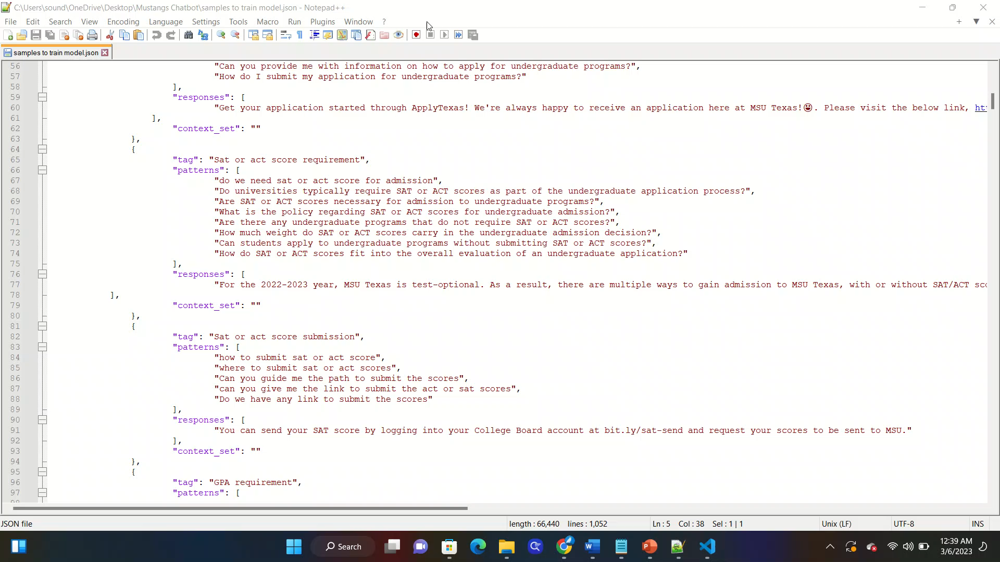 C:\Users\sound\OneDrive\Desktop\Mustangs Chatbot\samples to train model.json - Notepad++
File Edit Search View Encoding Language Settings Tools Macro Run Plugins Window ?
samples to train model.json
56 "Can you provide me with information on how to apply for undergraduate programs?",
57 "How do I submit my application for undergraduate programs?"
58 ],
59 "responses": [
60 "Get your application started through ApplyTexas! We're always happy to receive an application here at MSU Texas!😃. Please visit the below link, htt
61 ],
62 "context_set": ""
63 },
64 {
65 "tag": "Sat or act score requirement",
66 "patterns": [
67 "do we need sat or act score for admission",
68 "Do universities typically require SAT or ACT scores as part of the undergraduate application process?",
69 "Are SAT or ACT scores necessary for admission to undergraduate programs?",
70 "What is the policy regarding SAT or ACT scores for undergraduate admission?",
71 "Are there any undergraduate programs that do not require SAT or ACT scores?",
72 "How much weight do SAT or ACT scores carry in the undergraduate admission decision?",
73 "Can students apply to undergraduate programs without submitting SAT or ACT scores?",
74 "How do SAT or ACT scores fit into the overall evaluation of an undergraduate application?"
75 ],
76 "responses": [
77 "For the 2022-2023 year, MSU Texas is test-optional. As a result, there are multiple ways to gain admission to MSU Texas, with or without SAT/ACT sco
78 ],
79 "context_set": ""
80 },
81 {
82 "tag": "Sat or act score submission",
83 "patterns": [
84 "how to submit sat or act score",
85 "where to submit sat or act scores",
86 "Can you guide me the path to submit the scores",
87 "can you give me the link to submit the act or sat scores",
88 "Do we have any link to submit the scores"
89 ],
90 "responses": [
91 "You can send your SAT score by logging into your College Board account at bit.ly/sat-send and request your scores to be sent to MSU."
92 ],
93 "context_set": ""
94 },
95 {
96 "tag": "GPA requirement",
97 "patterns": [
98
JSON file length : 66,440 lines : 1,052 Ln : 5 Col : 38 Sel : 1 | 1 Unix (LF) UTF-8 INS
Search
12:39 AM
3/6/2023